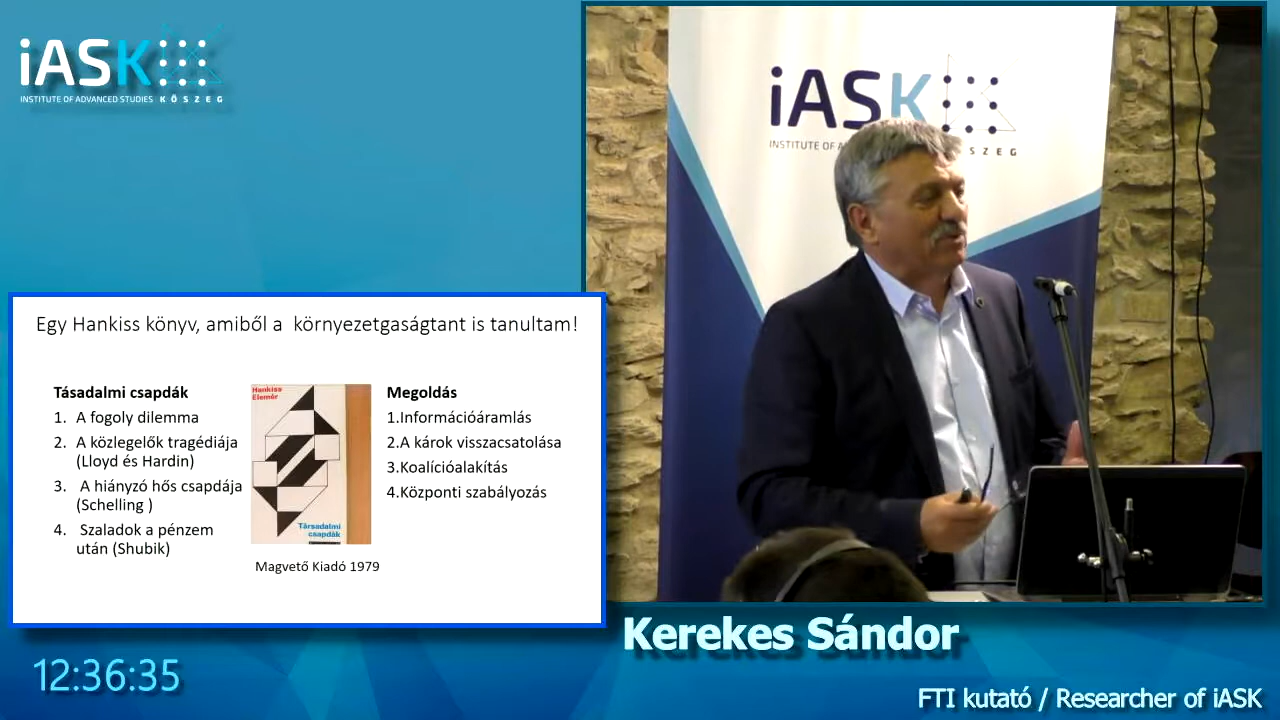 iASK
INSTITUTE OF ADVANCED STUDIES KŐSZEG
iASK
INSTITUTE OF
SZEG
Egy Hankiss könyv, amiből a  környezetgaságtant is tanultam!
Tásadalmi csapdák
1. A fogoly dilemma
2. A közlegelők tragédiája
(Lloyd és Hardin)
3. A hiányzó hős csapdája
(Schelling )
4. Szaladok a pénzem
után (Shubik)
Hankiss
Elemér
Társadalmi
csapdák
Magvető Kiadó 1979
Megoldás
1.Információáramlás
2.A károk visszacsatolása
3.Koalícióalakítás
4.Központi szabályozás
Kerekes Sándor
12:36:35
FTI kutató / Researcher of iASK